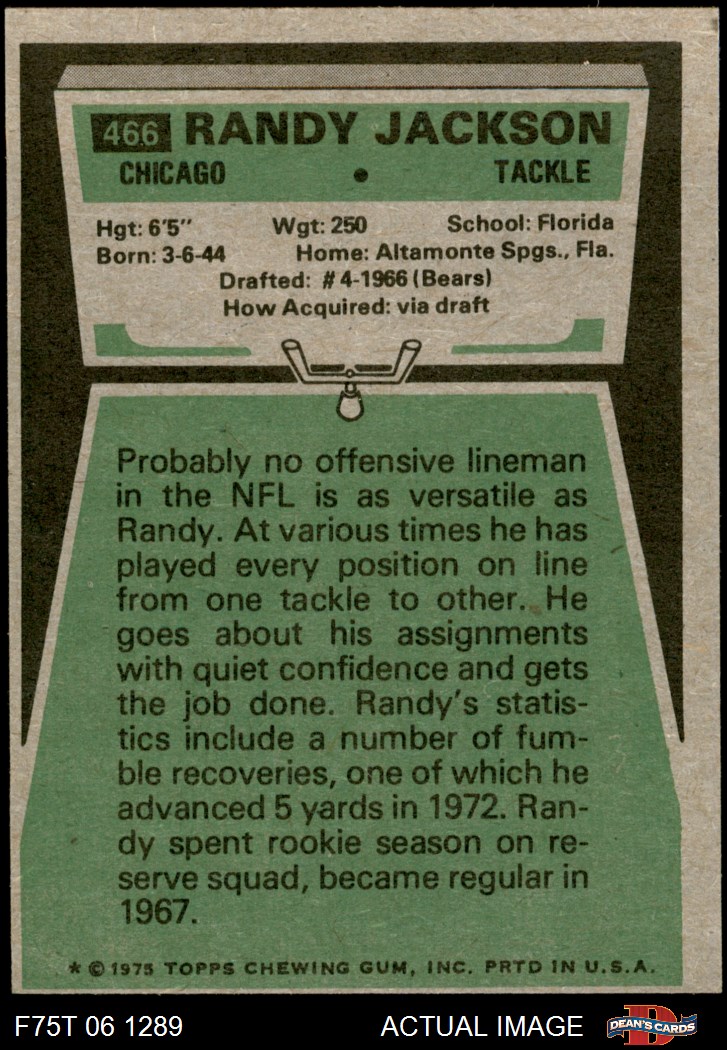 466 RANDY JACKSON
CHICAGO • TACKLE
Hgt: 6'5" Wgt: 250 School: Florida
Born: 3-6-44 Home: Altamonte Spgs., Fla.
Drafted: #4-1966 (Bears)
How Acquired: via draft
Probably no offensive lineman
in the NFL is as versatile as
Randy. At various times he has
played every position on line
from one tackle to other. He
goes about his assignments
with quiet confidence and gets
the job done. Randy's statis-
tics include a number of fum-
ble recoveries, one of which he
advanced 5 yards in 1972. Ran-
dy spent rookie season on re-
serve squad, became regular in
1967.
* © 1975 TOPPS CHEWING GUM, INC. PRTD IN U.S.A.
F75T 06 1289 ACTUAL IMAGE D DEAN'S CARDS